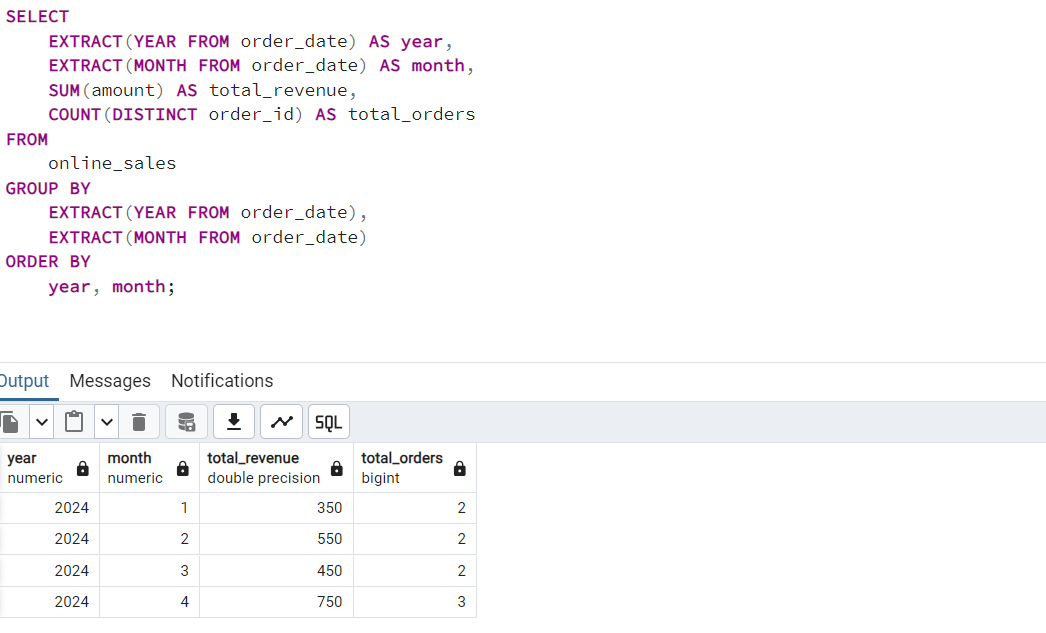 SELECT
    EXTRACT(YEAR FROM order_date) AS year,
    EXTRACT(MONTH FROM order_date) AS month,
    SUM(amount) AS total_revenue,
    COUNT(DISTINCT order_id) AS total_orders
FROM
    online_sales
GROUP BY
    EXTRACT(YEAR FROM order_date),
    EXTRACT(MONTH FROM order_date)
ORDER BY
    year, month;
Output Messages Notifications
SQL
year month total_revenue total_orders
numeric numeric double precision bigint
2024 1 350 2
2024 2 550 2
2024 3 450 2
2024 4 750 3